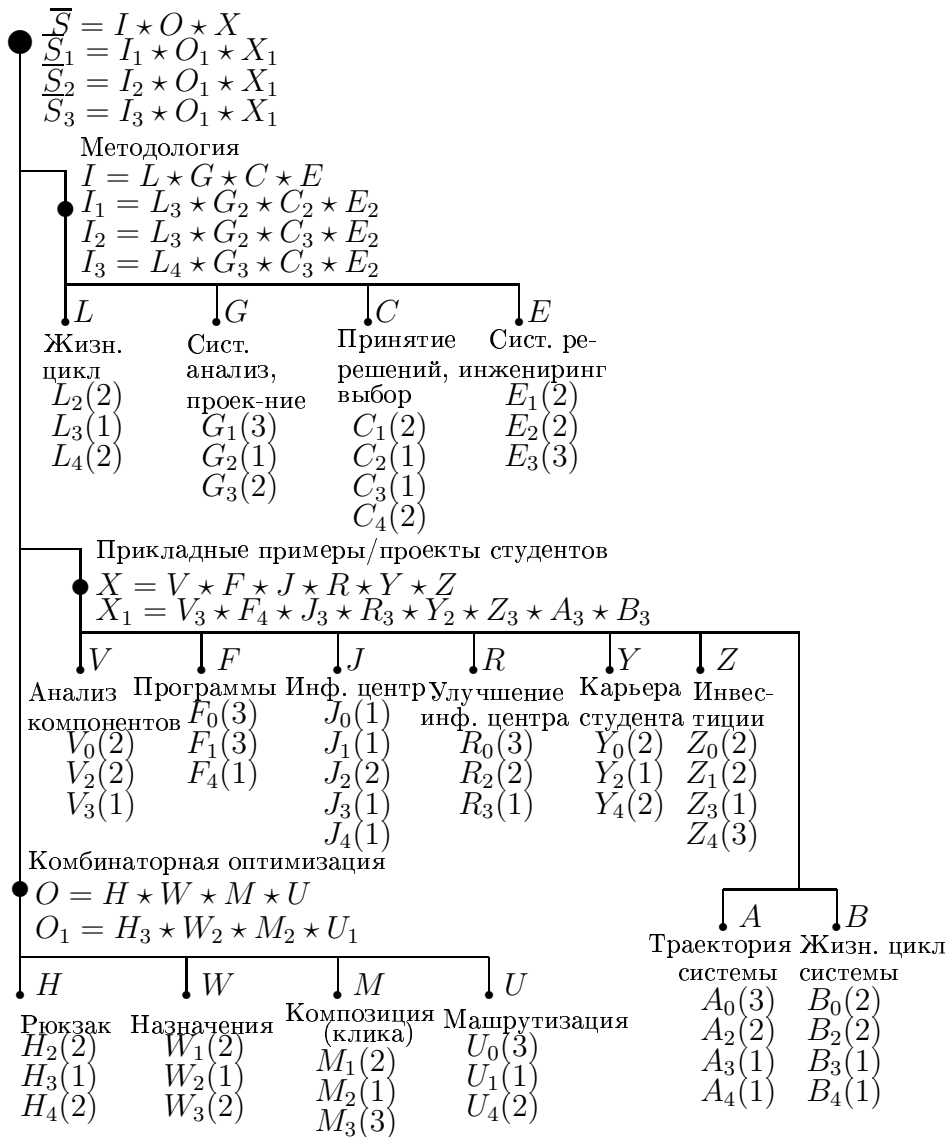 S̅ = I ⋆ O ⋆ X
S̅₁ = I₁ ⋆ O₁ ⋆ X₁
S̅₂ = I₂ ⋆ O₁ ⋆ X₁
S̅₃ = I₃ ⋆ O₁ ⋆ X₁
Методология
I = L ⋆ G ⋆ C ⋆ E
I₁ = L₃ ⋆ G₂ ⋆ C₂ ⋆ E₂
I₂ = L₃ ⋆ G₂ ⋆ C₃ ⋆ E₂
I₃ = L₄ ⋆ G₃ ⋆ C₃ ⋆ E₂
L
Жизн.
цикл
L₂(2)
L₃(1)
L₄(2)
G
Сист.
анализ,
проек-ние
G₁(3)
G₂(1)
G₃(2)
C
Принятие
решений,
выбор
C₁(2)
C₂(1)
C₃(1)
C₄(2)
E
Сист. ре-
инжениринг
E₁(2)
E₂(2)
E₃(3)
Прикладные примеры/проекты студентов
X = V ⋆ F ⋆ J ⋆ R ⋆ Y ⋆ Z
X₁ = V₃ ⋆ F₄ ⋆ J₃ ⋆ R₃ ⋆ Y₂ ⋆ Z₃ ⋆ A₃ ⋆ B₃
V
Анализ
компонентов
V₀(2)
V₂(2)
V₃(1)
F
Программы
F₀(3)
F₁(3)
F₄(1)
J
Инф. центр
J₀(1)
J₁(1)
J₂(2)
J₃(1)
J₄(1)
R
Улучшение
инф. центра
R₀(3)
R₂(2)
R₃(1)
Y
Карьера
студента
Y₀(2)
Y₂(1)
Y₄(2)
Z
Инвес-
тиции
Z₀(2)
Z₁(2)
Z₃(1)
Z₄(3)
A
Траектория
системы
A₀(3)
A₂(2)
A₃(1)
A₄(1)
B
Жизн. цикл
системы
B₀(2)
B₂(2)
B₃(1)
B₄(1)
Комбинаторная оптимизация
O = H ⋆ W ⋆ M ⋆ U
O₁ = H₃ ⋆ W₂ ⋆ M₂ ⋆ U₁
H
Рюкзак
H₂(2)
H₃(1)
H₄(2)
W
Назначения
W₁(2)
W₂(1)
W₃(2)
M
Композиция
(клика)
M₁(2)
M₂(1)
M₃(3)
U
Машрутизация
U₀(3)
U₁(1)
U₄(2)